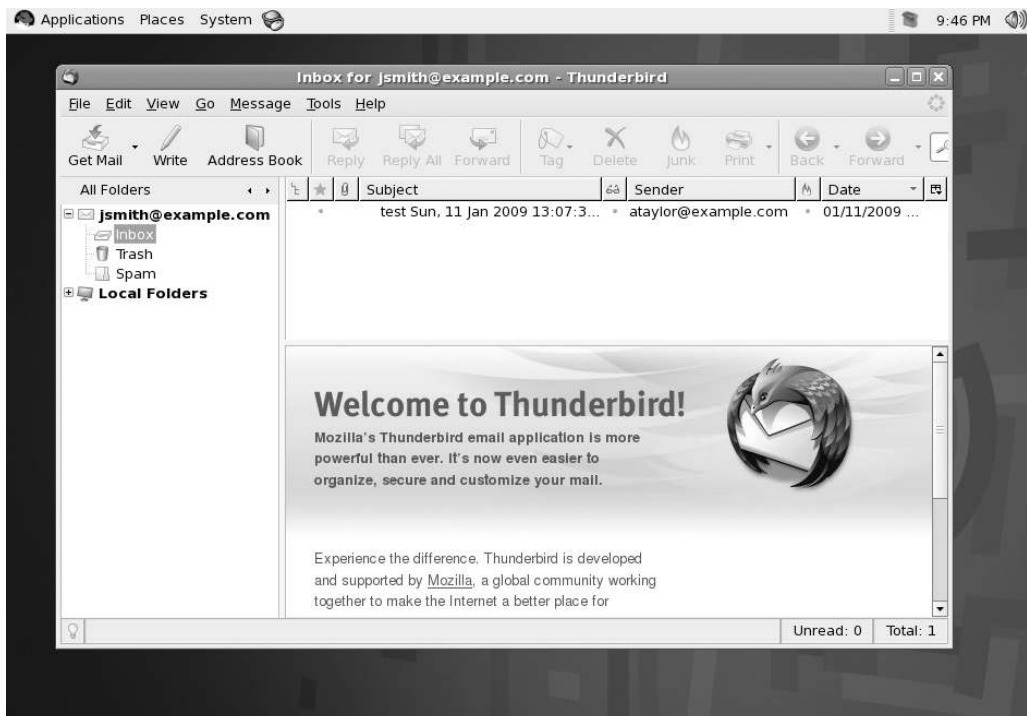 Applications Places System 9:46 PM
Inbox for jsmith@example.com - Thunderbird
File Edit View Go Message Tools Help
Get Mail Write Address Book Reply Reply All Forward Tag Delete Junk Print Back Forward
All Folders Subject Sender Date
jsmith@example.com
test Sun, 11 Jan 2009 13:07:3... ataylor@example.com 01/11/2009 ...
Inbox
Trash
Spam
Local Folders
Welcome to Thunderbird!
Mozilla's Thunderbird email application is more
powerful than ever. It's now even easier to
organize, secure and customize your mail.
Experience the difference. Thunderbird is developed
and supported by Mozilla, a global community working
together to make the Internet a better place for
Unread: 0 Total: 1